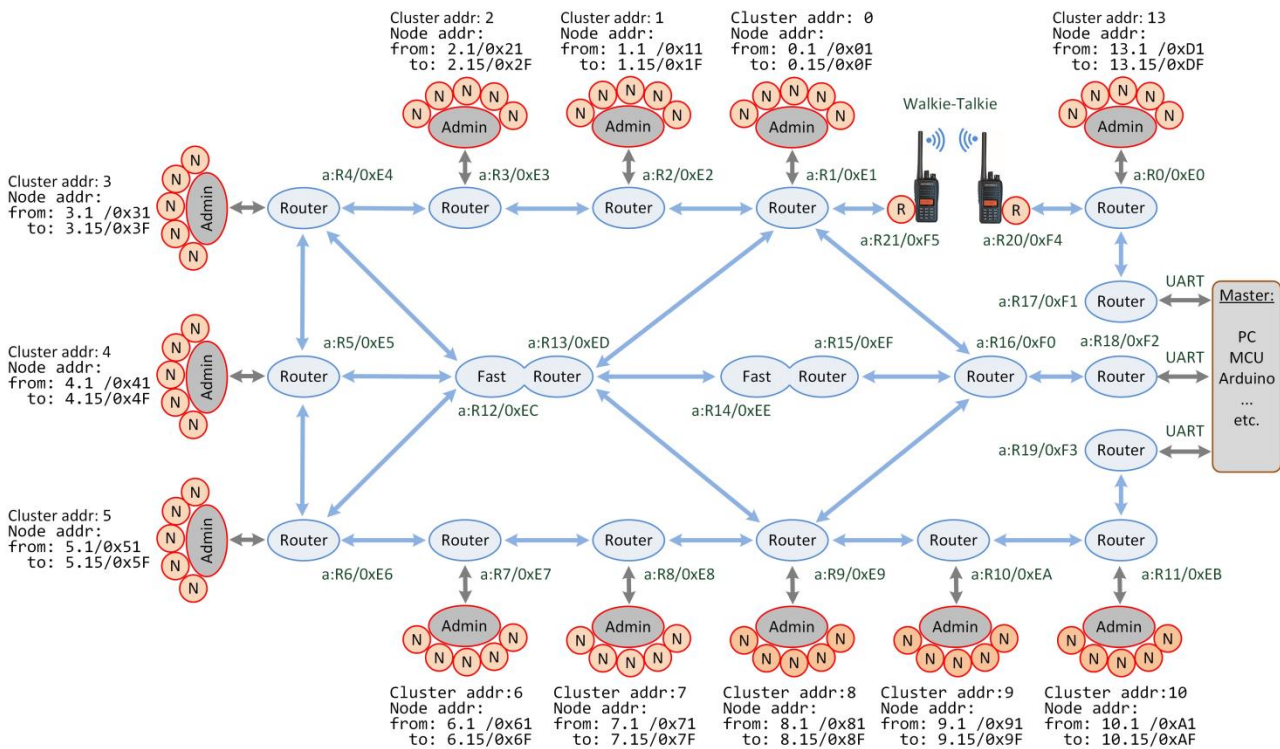 Cluster addr: 2
Node addr:
from: 2.1/0x21
to: 2.15/0x2F
Cluster addr: 1
Node addr:
from: 1.1/0x11
to: 1.15/0x1F
Cluster addr: 0
Node addr:
from: 0.1/0x01
to: 0.15/0x0F
Cluster addr: 13
Node addr:
from: 13.1 /0xD1
to: 13.15/0xDF
N N N N N
Admin
N N N N N
Admin
N N N N N
Admin
Walkie-Talkie
N N N N N
Admin
Cluster addr: 3
Node addr:
from: 3.1 /0x31
to: 3.15/0x3F
N N N N N
Admin
a:R4/0xE4
Router
a:R3/0xE3
Router
a:R2/0xE2
Router
a:R1/0xE1
Router
R
a:R21/0xF5
R
a:R20/0xF4
a:R0/0xE0
Router
a:R17/0xF1
Router
UART
Master:
PC
MCU
Arduino
...
etc.
Cluster addr: 4
Node addr:
from: 4.1 /0x41
to: 4.15/0x4F
N N N N N
Admin
a:R5/0xE5
Router
a:R13/0xED
Fast Router
a:R12/0xEC
a:R15/0xEF
Fast Router
a:R14/0xEE
a:R16/0xF0
Router
a:R18/0xF2
Router
UART
a:R19/0xF3
Router
UART
Cluster addr: 5
Node addr:
from: 5.1/0x51
to: 5.15/0x5F
N N N N N
Admin
Router
a:R6/0xE6
Router
a:R7/0xE7
Router
a:R8/0xE8
Router
a:R9/0xE9
Router
a:R10/0xEA
Router
a:R11/0xEB
Admin
N N N N N
Admin
N N N N N
Admin
N N N N N
Admin
N N N N N
Admin
N N N N N
Cluster addr:6
Node addr:
from: 6.1 /0x61
to: 6.15/0x6F
Cluster addr:7
Node addr:
from: 7.1 /0x71
to: 7.15/0x7F
Cluster addr:8
Node addr:
from: 8.1 /0x81
to: 8.15/0x8F
Cluster addr:9
Node addr:
from: 9.1 /0x91
to: 9.15/0x9F
Cluster addr:10
Node addr:
from: 10.1 /0xA1
to: 10.15/0xAF